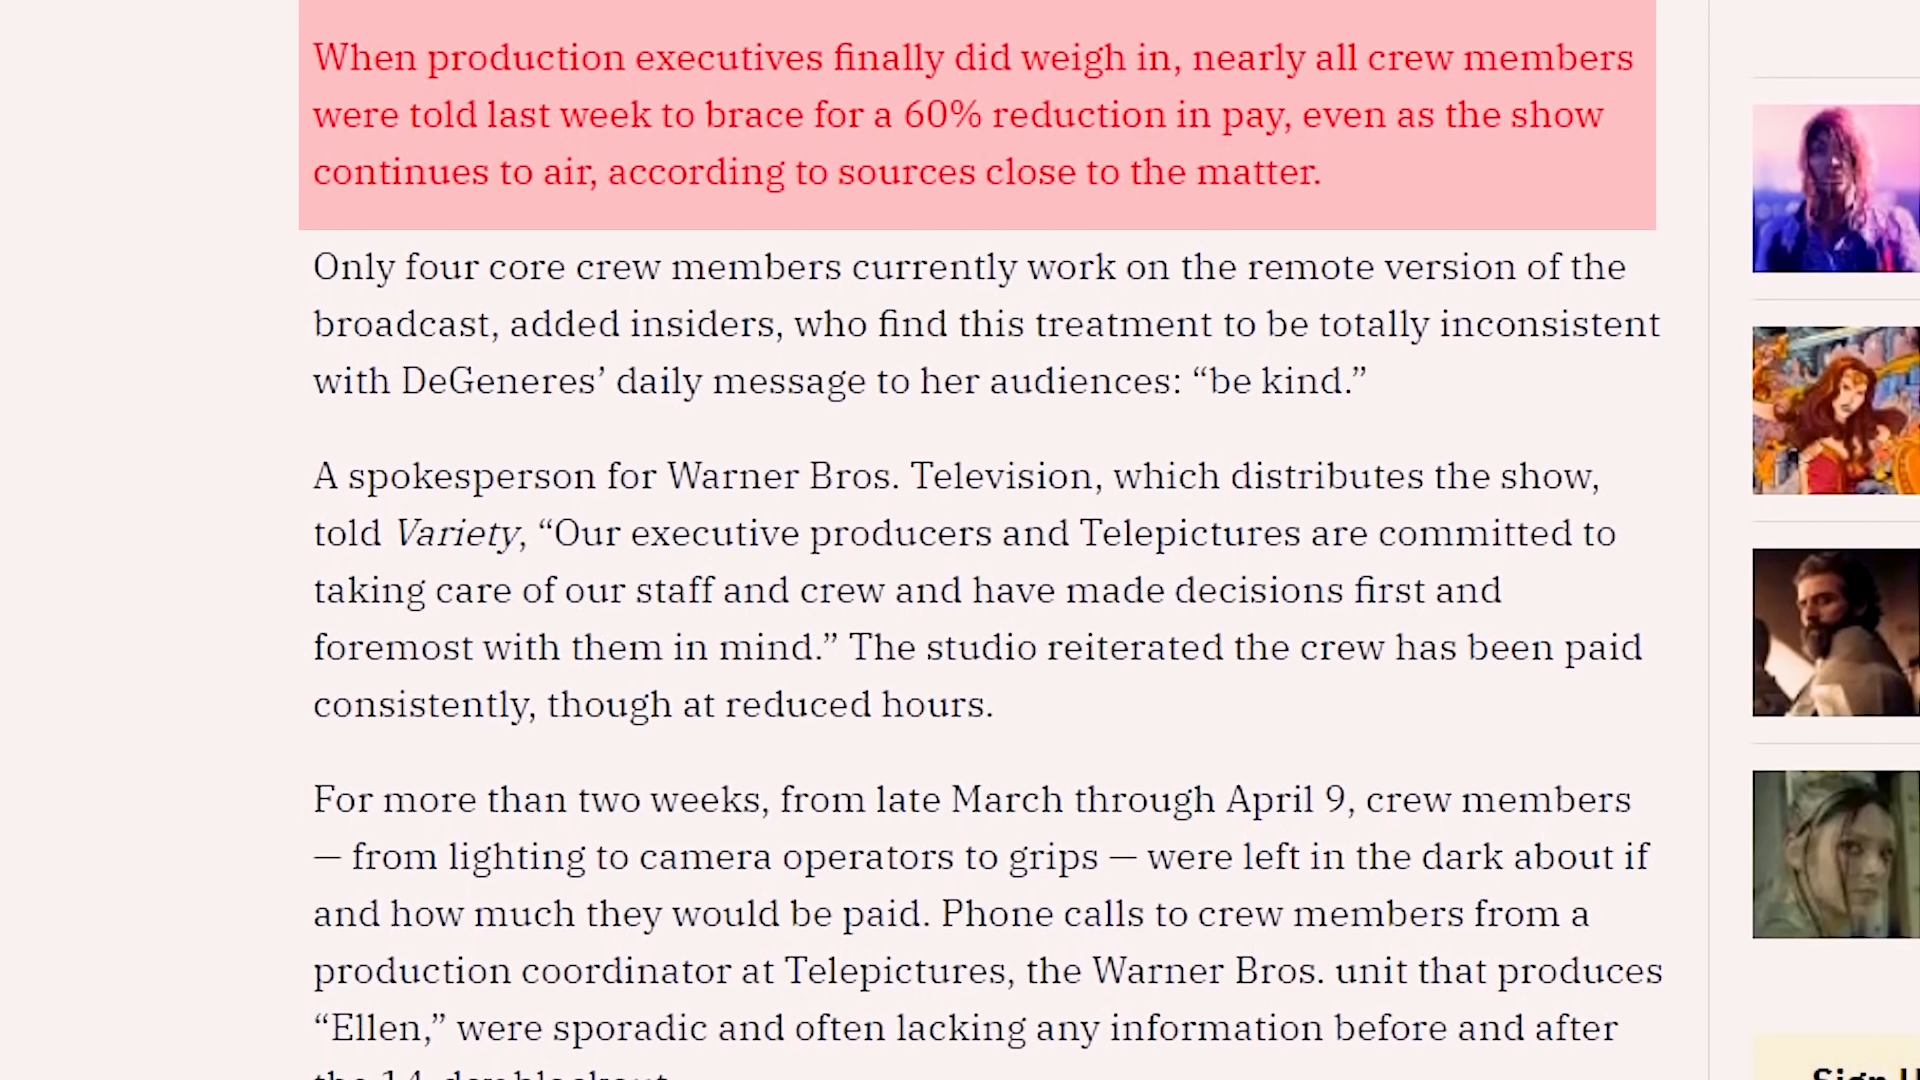 When production executives finally did weigh in, nearly all crew members
were told last week to brace for a 60% reduction in pay, even as the show
continues to air, according to sources close to the matter.
Only four core crew members currently work on the remote version of the
broadcast, added insiders, who find this treatment to be totally inconsistent
with DeGeneres’ daily message to her audiences: “be kind.”
A spokesperson for Warner Bros. Television, which distributes the show,
told Variety, “Our executive producers and Telepictures are committed to
taking care of our staff and crew and have made decisions first and
foremost with them in mind.” The studio reiterated the crew has been paid
consistently, though at reduced hours.
For more than two weeks, from late March through April 9, crew members
— from lighting to camera operators to grips — were left in the dark about if
and how much they would be paid. Phone calls to crew members from a
production coordinator at Telepictures, the Warner Bros. unit that produces
“Ellen,” were sporadic and often lacking any information before and after